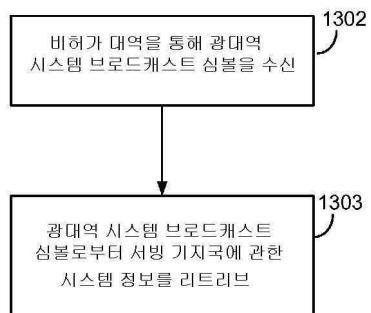 1302
비허가 대역을 통해 광대역
시스템 브로드캐스트 심볼을 수신
1303
광대역 시스템 브로드캐스트
심볼로부터 서빙 기지국에 관한
시스템 정보를 리트리브